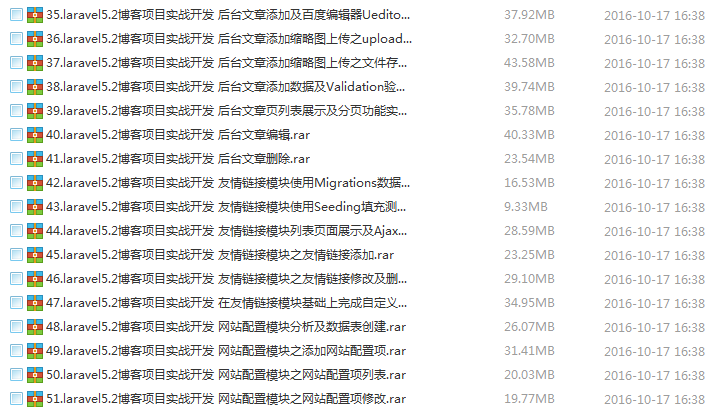 35.laravel5.2博客项目实战开发 后台文章添加及百度编辑器Uedito... 37.92MB 2016-10-17 16:38
36.laravel5.2博客项目实战开发 后台文章添加缩略图上传之upload... 32.70MB 2016-10-17 16:38
37.laravel5.2博客项目实战开发 后台文章添加缩略图上传之文件存... 43.58MB 2016-10-17 16:38
38.laravel5.2博客项目实战开发 后台文章添加数据及Validation验... 39.74MB 2016-10-17 16:38
39.laravel5.2博客项目实战开发 后台文章页列表展示及分页功能实... 35.78MB 2016-10-17 16:38
40.laravel5.2博客项目实战开发 后台文章编辑.rar 40.33MB 2016-10-17 16:38
41.laravel5.2博客项目实战开发 后台文章删除.rar 23.54MB 2016-10-17 16:38
42.laravel5.2博客项目实战开发 友情链接模块使用Migrations数据... 16.53MB 2016-10-17 16:38
43.laravel5.2博客项目实战开发 友情链接模块使用Seeding填充测... 9.33MB 2016-10-17 16:38
44.laravel5.2博客项目实战开发 友情链接模块列表页面展示及Ajax... 28.59MB 2016-10-17 16:38
45.laravel5.2博客项目实战开发 友情链接模块之友情链接添加.rar 23.25MB 2016-10-17 16:38
46.laravel5.2博客项目实战开发 友情链接模块之友情链接修改及删... 29.10MB 2016-10-17 16:38
47.laravel5.2博客项目实战开发 在友情链接模块基础上完成自定义... 34.95MB 2016-10-17 16:38
48.laravel5.2博客项目实战开发 网站配置模块分析及数据表创建.rar 26.07MB 2016-10-17 16:38
49.laravel5.2博客项目实战开发 网站配置模块之添加网站配置项.rar 31.41MB 2016-10-17 16:38
50.laravel5.2博客项目实战开发 网站配置模块之网站配置项列表.rar 20.03MB 2016-10-17 16:38
51.laravel5.2博客项目实战开发 网站配置模块之网站配置项修改.rar 19.77MB 2016-10-17 16:38